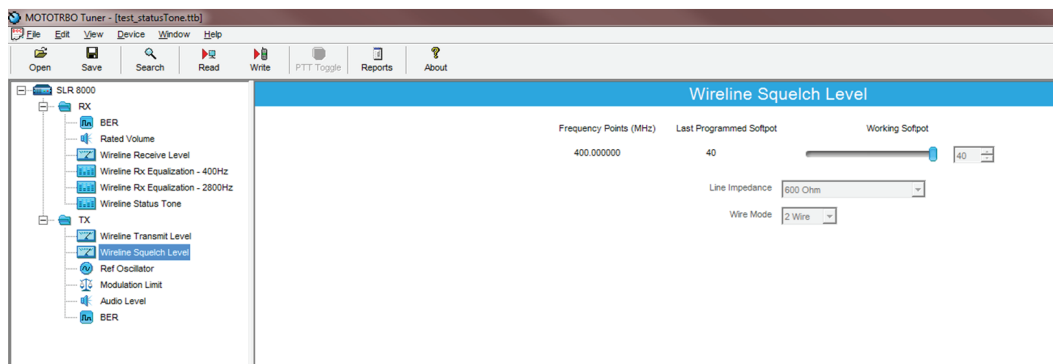 MOTOTRBO Tuner - [test_statusTone.ttb]
File Edit View Device Window Help
Open Save Search Read Write PTT Toggle Reports About
SLR 8000
RX
BER
Rated Volume
Wireline Receive Level
Wireline Rx Equalization - 400Hz
Wireline Rx Equalization - 2800Hz
Wireline Status Tone
TX
Wireline Transmit Level
Wireline Squelch Level
Ref Oscillator
Modulation Limit
Audio Level
BER
Wireline Squelch Level
Frequency Points (MHz) Last Programmed Softpot Working Softpot
400.000000 40 40
Line Impedance 600 Ohm
Wire Mode 2 Wire